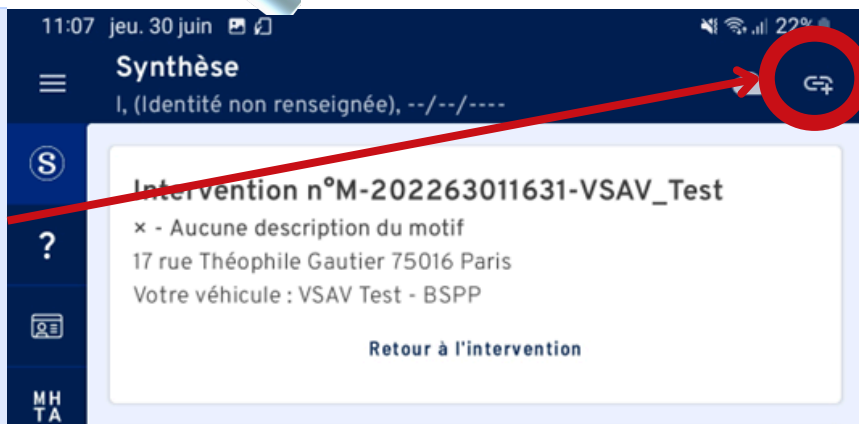 11:07 jeu. 30 juin 22%
Synthèse
I, (Identité non renseignée), --/--/----
S
Intervention n°M-202263011631-VSAV_Test
× - Aucune description du motif
?
17 rue Théophile Gautier 75016 Paris
Votre véhicule : VSAV Test - BSPP
Retour à l'intervention
MH
TA